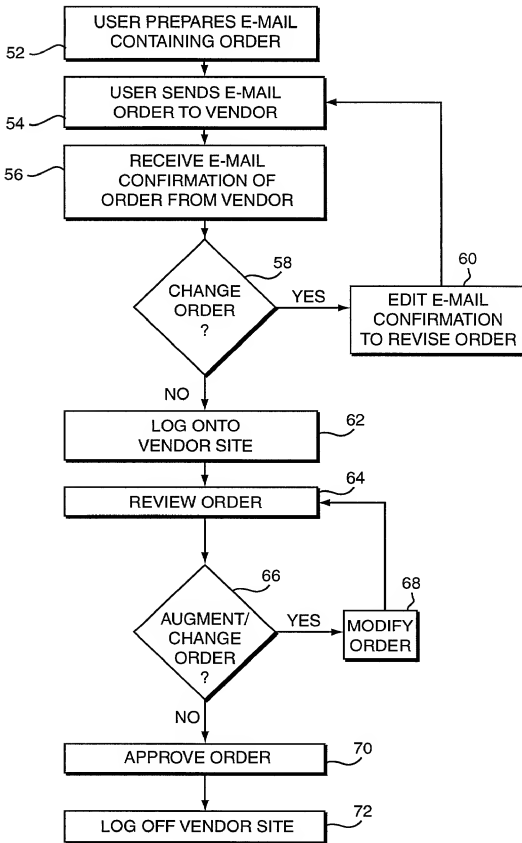 USER PREPARES E-MAIL
CONTAINING ORDER
52
USER SENDS E-MAIL
ORDER TO VENDOR
54
RECEIVE E-MAIL
CONFIRMATION OF
ORDER FROM VENDOR
56
58
CHANGE
ORDER
?
YES
60
EDIT E-MAIL
CONFIRMATION
TO REVISE ORDER
NO
LOG ONTO
VENDOR SITE
62
REVIEW ORDER
64
66
AUGMENT/
CHANGE
ORDER
?
YES
68
MODIFY
ORDER
NO
APPROVE ORDER
70
LOG OFF VENDOR SITE
72